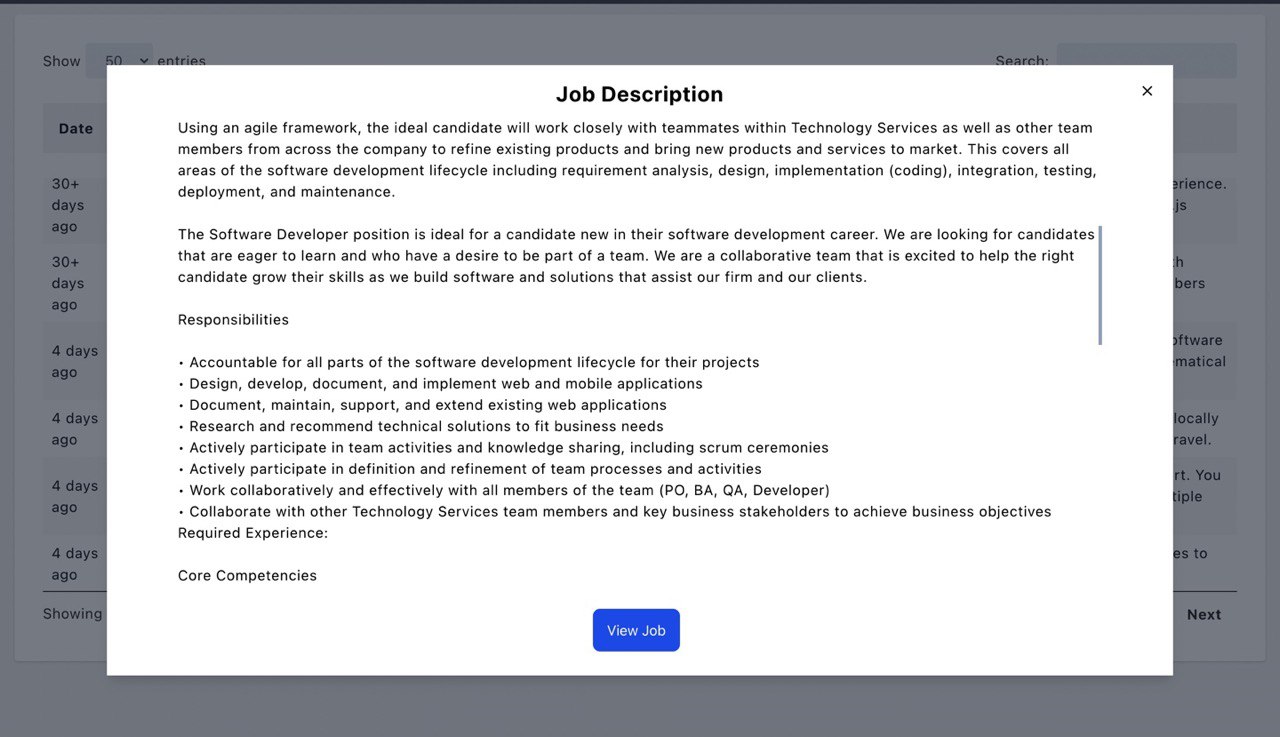 Show 50 entries
Search:
Job Description
Using an agile framework, the ideal candidate will work closely with teammates within Technology Services as well as other team
members from across the company to refine existing products and bring new products and services to market. This covers all
areas of the software development lifecycle including requirement analysis, design, implementation (coding), integration, testing,
deployment, and maintenance.
The Software Developer position is ideal for a candidate new in their software development career. We are looking for candidates
that are eager to learn and who have a desire to be part of a team. We are a collaborative team that is excited to help the right
candidate grow their skills as we build software and solutions that assist our firm and our clients.
Responsibilities
• Accountable for all parts of the software development lifecycle for their projects
• Design, develop, document, and implement web and mobile applications
• Document, maintain, support, and extend existing web applications
• Research and recommend technical solutions to fit business needs
• Actively participate in team activities and knowledge sharing, including scrum ceremonies
• Actively participate in definition and refinement of team processes and activities
• Work collaboratively and effectively with all members of the team (PO, BA, QA, Developer)
• Collaborate with other Technology Services team members and key business stakeholders to achieve business objectives
Required Experience:
Core Competencies
View Job
Date
30+
days
ago
30+
days
ago
4 days
ago
4 days
ago
4 days
ago
4 days
ago
Showing
locally
rt. You
es to
Next